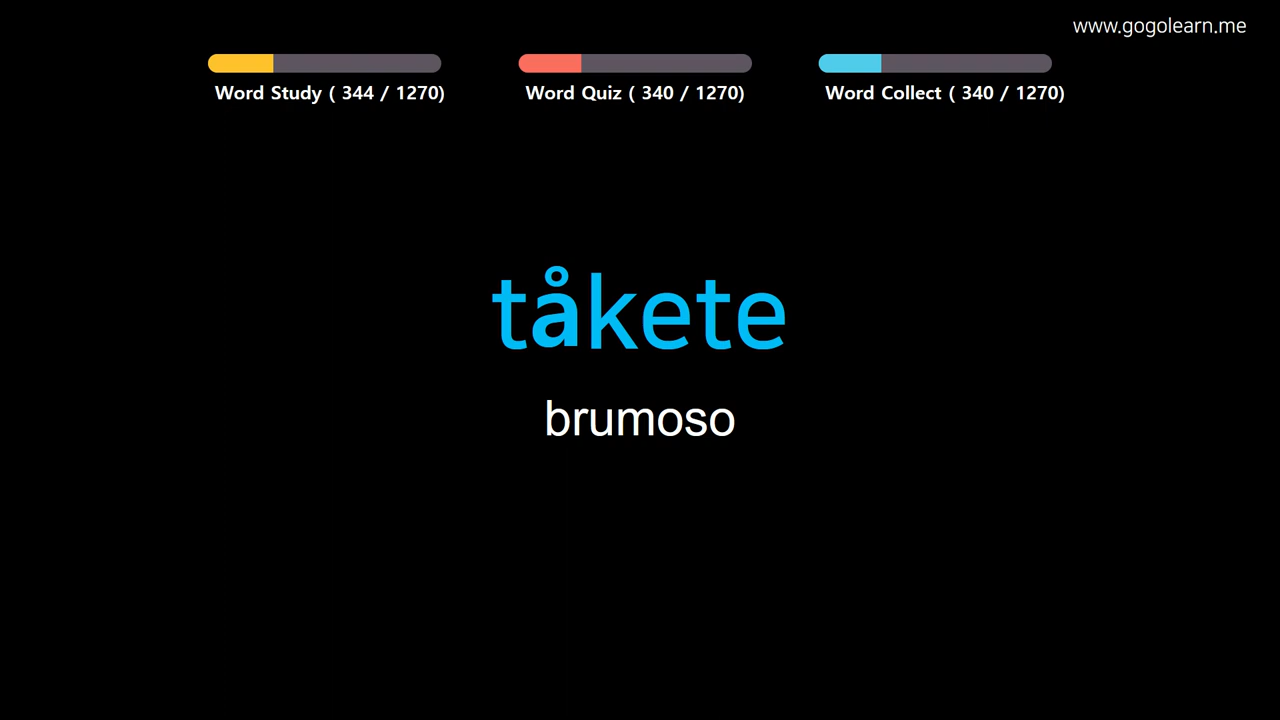 www.gogolearn.me
Word Study ( 344 / 1270)
Word Quiz ( 340 / 1270)
Word Collect ( 340 / 1270)
tåkete
brumoso